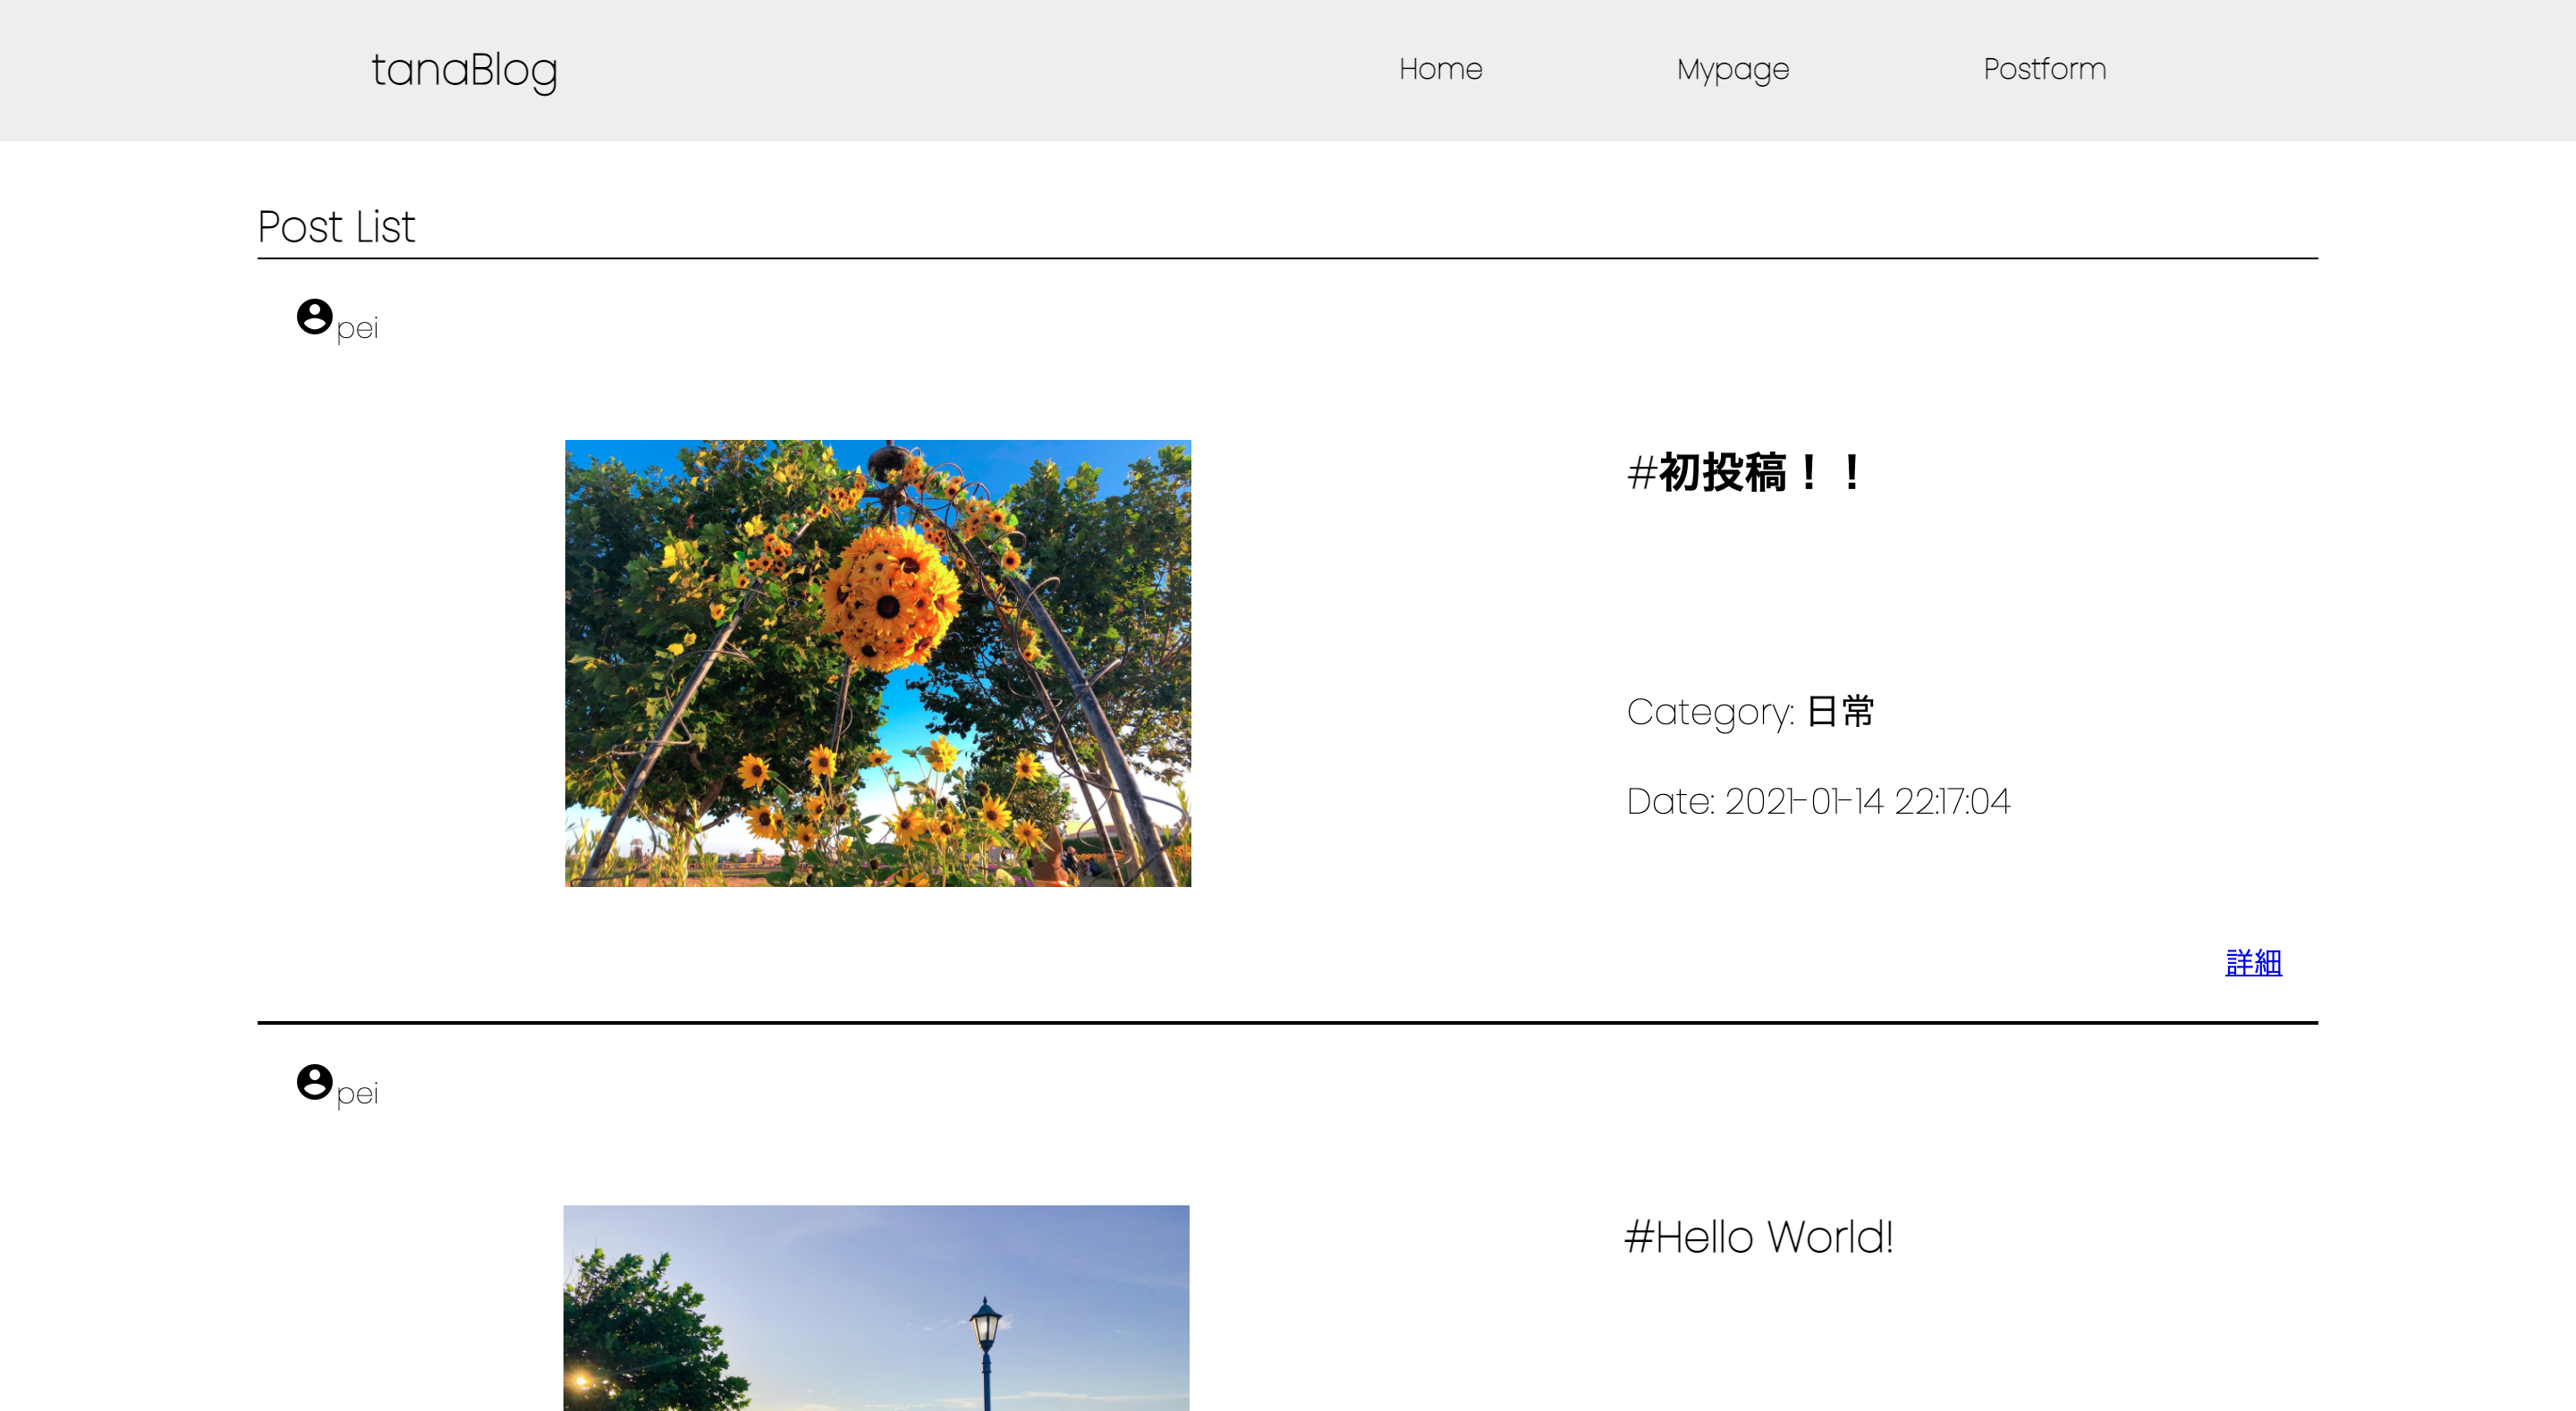 tanaBlog
Home
Mypage
Postform
Post List
pei
#初投稿！！
Category: 日常
Date: 2021-01-14 22:17:04
詳細
pei
#Hello World!